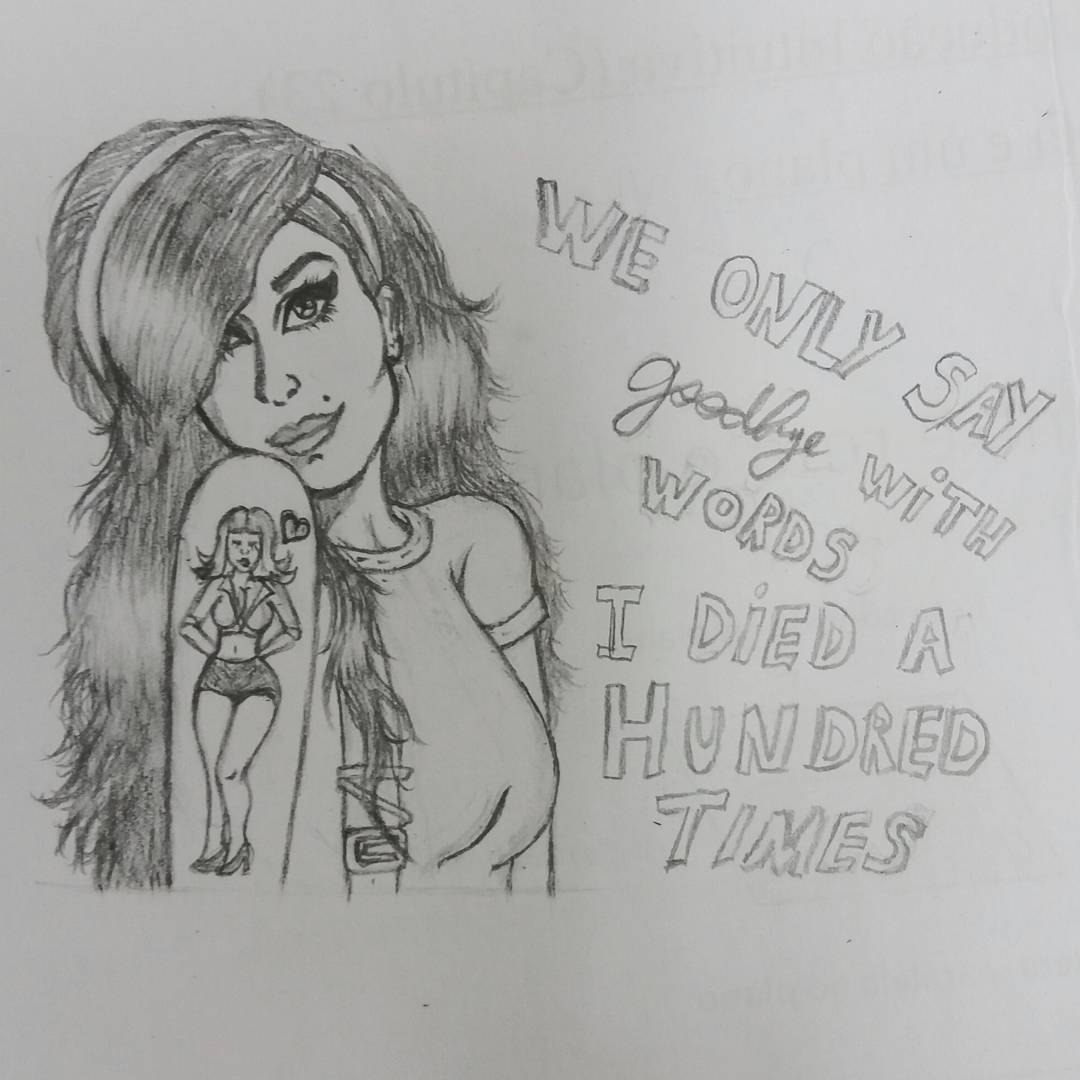 WE ONLY SAY
goodbye WiTH
WORDS
I DiED A
HUNDRED
TIMES